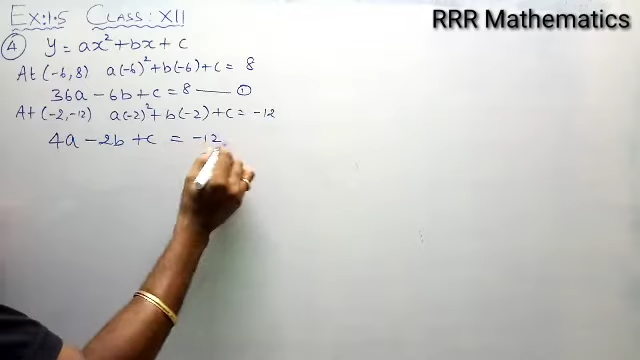 Ex:1.5 CLASS: XII
RRR Mathematics
④ y = ax² + bx + c
At (-6, 8) a(-6)² + b(-6) + c = 8
36a - 6b + c = 8 —— ①
At (-2, -12) a(-2)² + b(-2) + c = -12
4a - 2b + c = -12